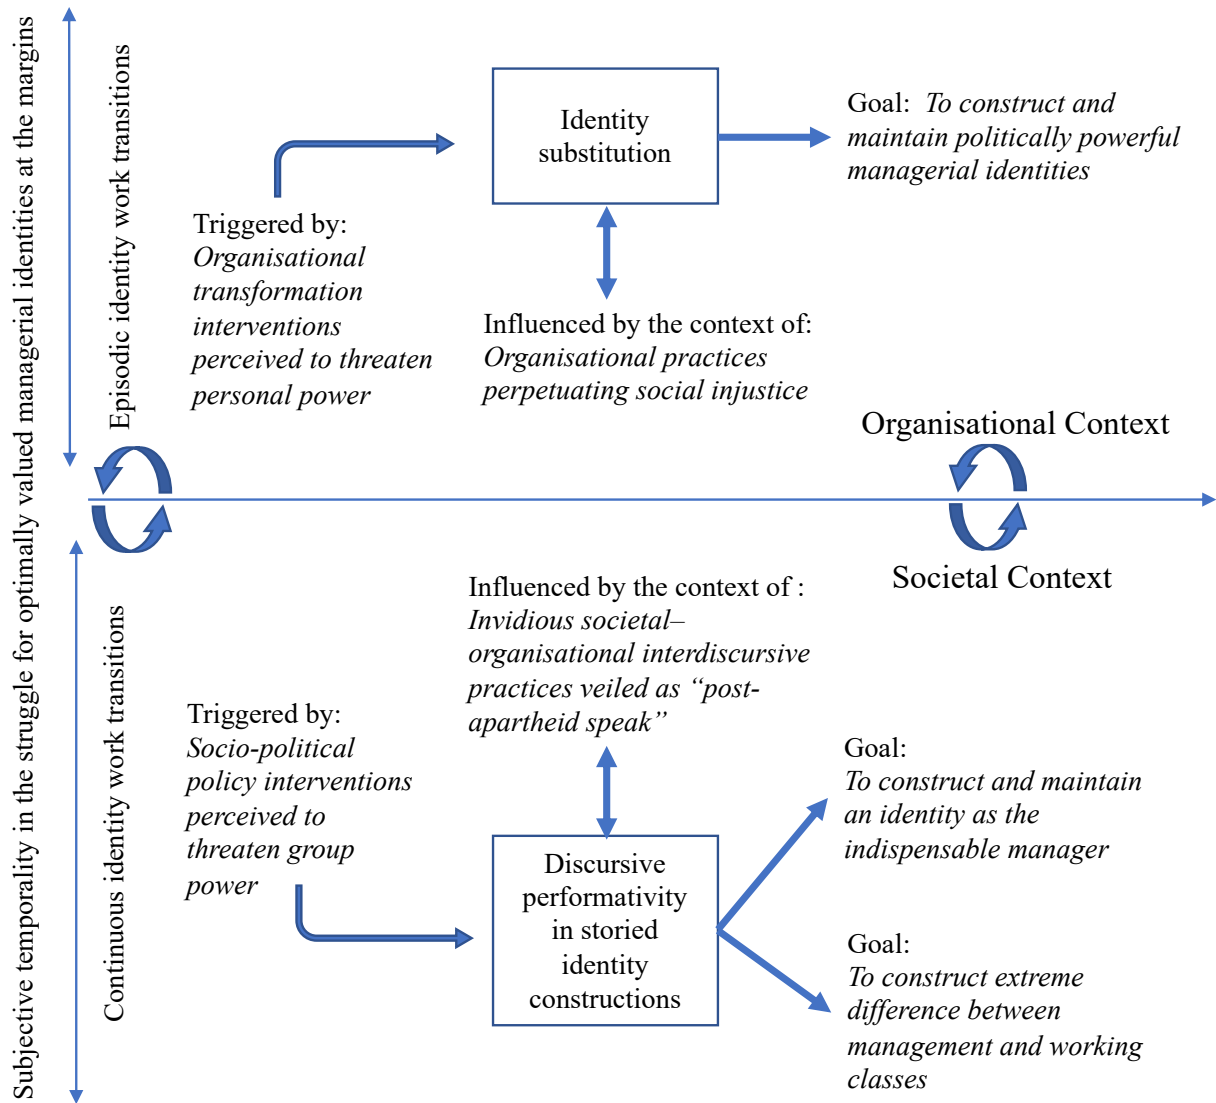 Subjective temporality in the struggle for optimally valued managerial identities at the margins
Episodic identity work transitions
Triggered by:
Organisational
transformation
interventions
perceived to threaten
personal power
Identity
substitution
Goal: To construct and
maintain politically powerful
managerial identities
Influenced by the context of:
Organisational practices
perpetuating social injustice
Organisational Context
Societal Context
Continuous identity work transitions
Triggered by:
Socio-political
policy interventions
perceived to
threaten group
power
Influenced by the context of :
Invidious societal–
organisational interdiscursive
practices veiled as “post-
apartheid speak”
Discursive
performativity
in storied
identity
constructions
Goal:
To construct and maintain
an identity as the
indispensable manager
Goal:
To construct extreme
difference between
management and working
classes